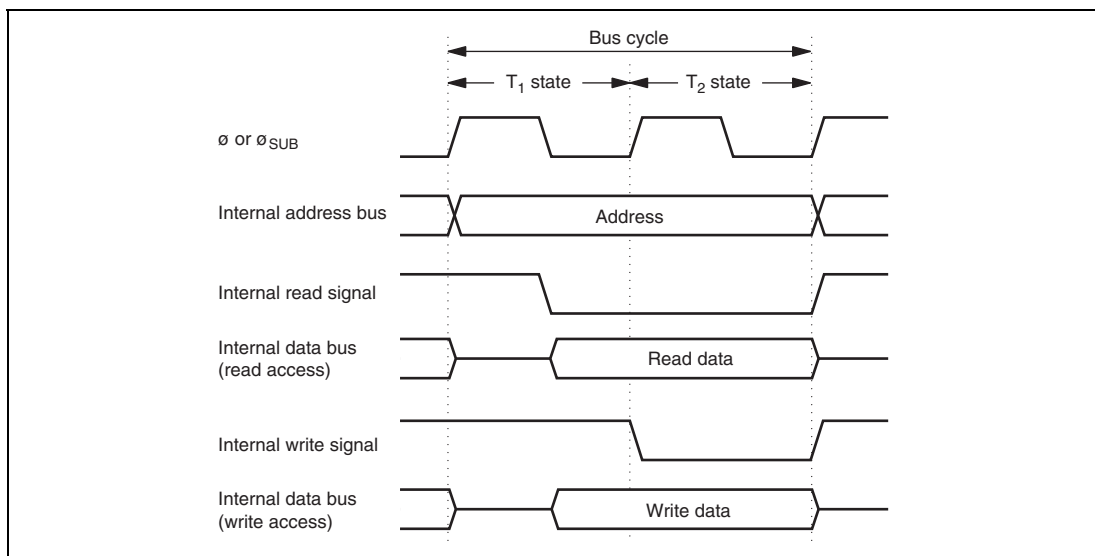 Bus cycle
T₁ state
T₂ state
ø or øSUB
Internal address bus
Address
Internal read signal
Internal data bus
(read access)
Read data
Internal write signal
Internal data bus
(write access)
Write data